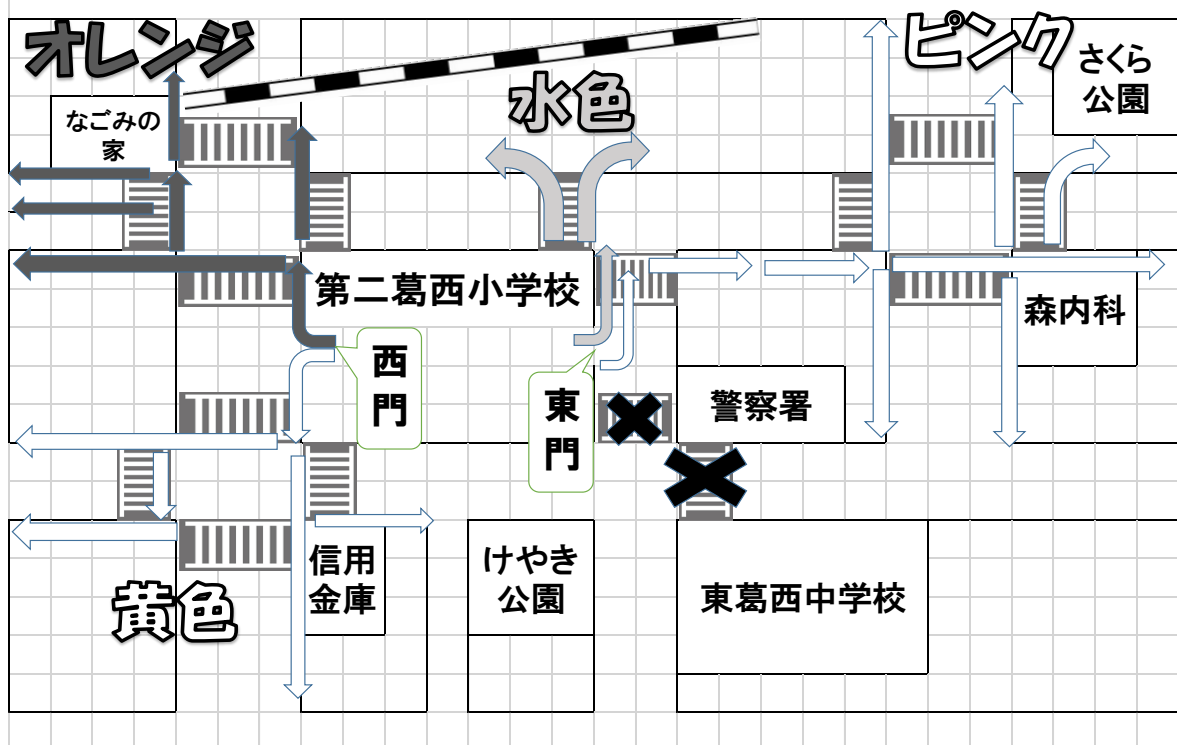 オレンジ
ピンク
さくら
公園
水色
なごみの
家
第二葛西小学校
森内科
西
門
東
門
警察署
信用
金庫
けやき
公園
東葛西中学校
黄色